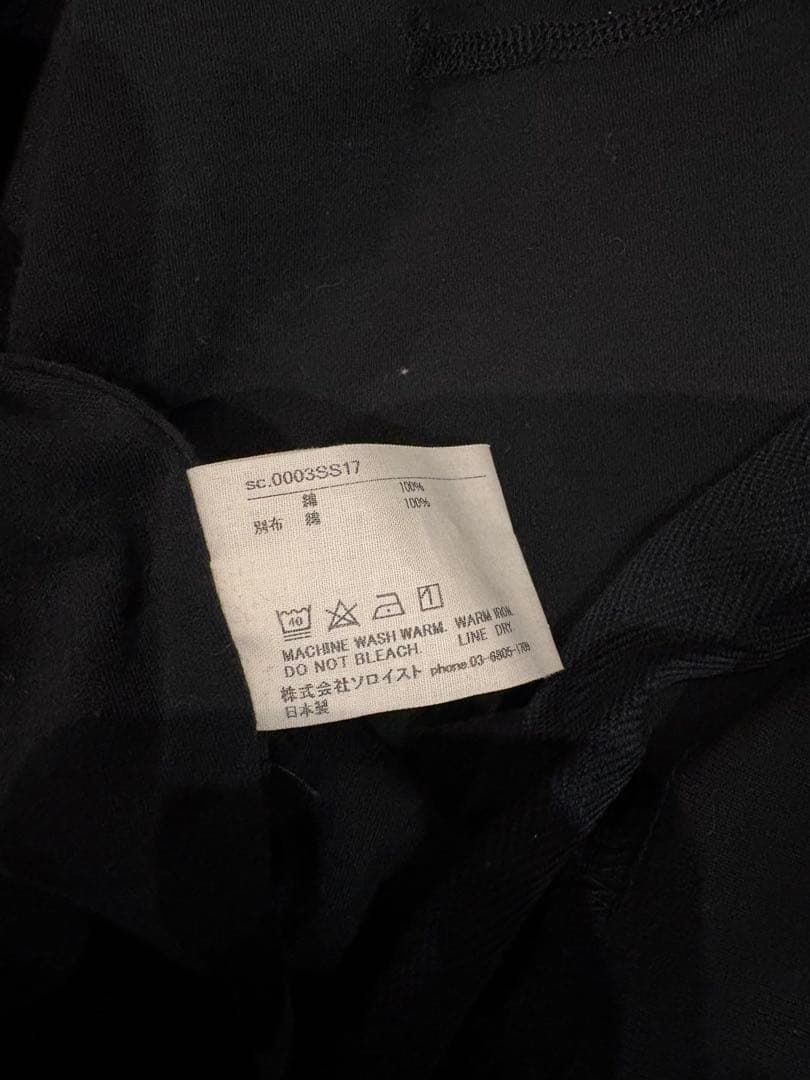 sc.0003SS17
綿 100%
別布 綿 100%
40
MACHINE WASH WARM. WARM IRON.
DO NOT BLEACH. LINE DRY.
株式会社ソロイスト phone.03-6805-1709
日本製